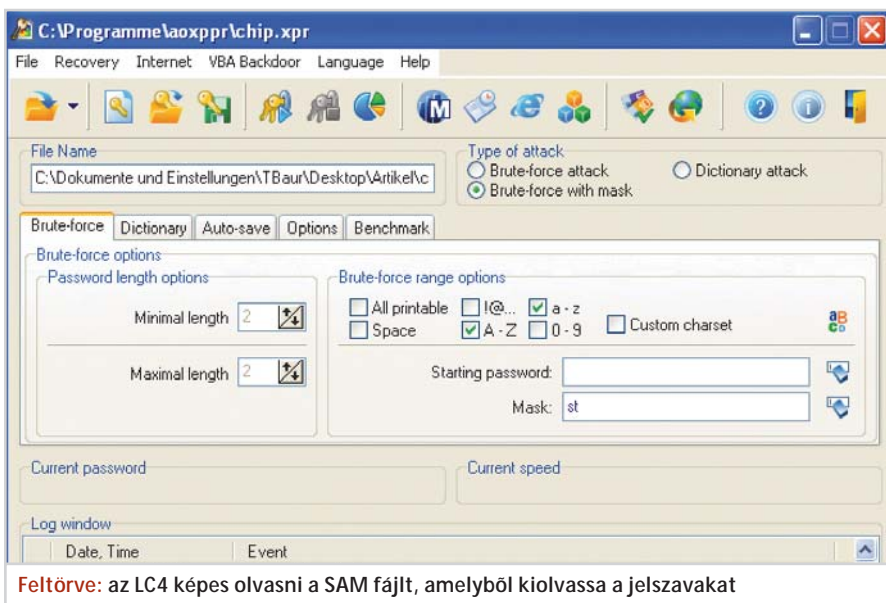 C:\Programme\aoxppr\chip.xpr
File Recovery Internet VBA Backdoor Language Help
File Name
C:\Dokumente und Einstellungen\TBaur\Desktop\Artikel\c
Type of attack
Brute-force attack
Dictionary attack
Brute-force with mask
Brute-force Dictionary Auto-save Options Benchmark
Brute-force options
Password length options
Minimal length 2
Maximal length 2
Brute-force range options
All printable !@... a - z
Space A - Z 0 - 9 Custom charset
Starting password:
Mask: st
Current password
Current speed
Log window
Date, Time Event
Feltörve: az LC4 képes olvasni a SAM fájlt, amelyből kiolvassa a jelszavakat